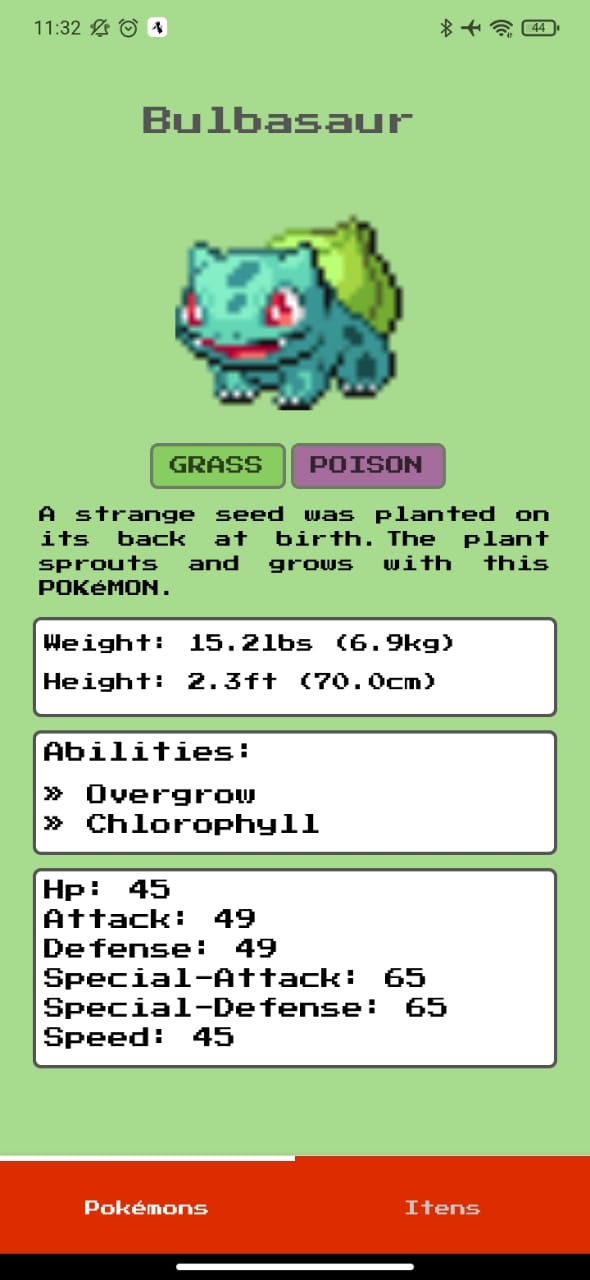 11:32
44
Bulbasaur
GRASS POISON
A strange seed was planted on
its back at birth. The plant
sprouts and grows with this
POKéMON.
Weight: 15.2lbs (6.9kg)
Height: 2.3ft (70.0cm)
Abilities:
» Overgrow
» Chlorophyll
Hp: 45
Attack: 49
Defense: 49
Special-Attack: 65
Special-Defense: 65
Speed: 45
Pokémons Itens